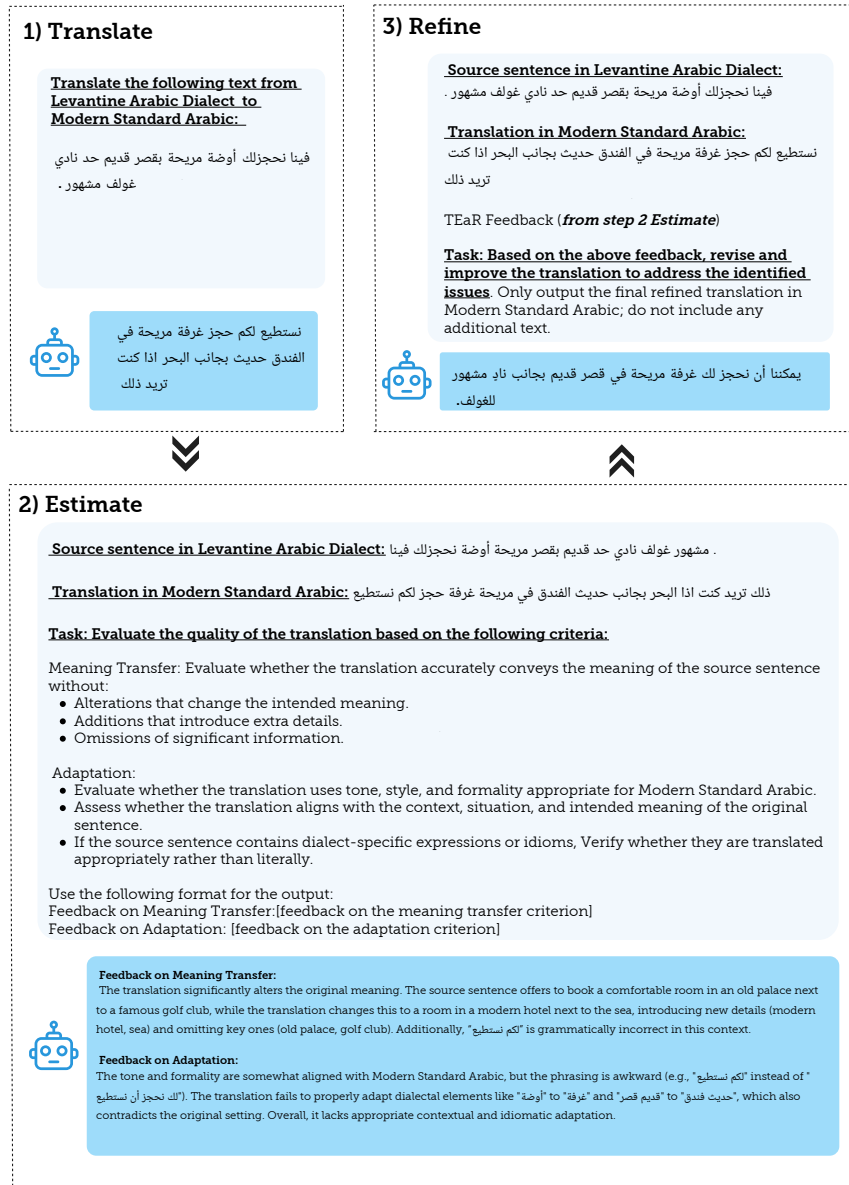 1) Translate
Translate the following text from
Levantine Arabic Dialect to
Modern Standard Arabic:
فينا نحجزلك أوضة مريحة بقصر قديم حد نادي
غولف مشهور .
نستطيع لكم حجز غرفة مريحة في
الفندق حديث بجانب البحر اذا كنت
تريد ذلك
3) Refine
Source sentence in Levantine Arabic Dialect:
فينا نحجزلك أوضة مريحة بقصر قديم حد نادي غولف مشهور .
Translation in Modern Standard Arabic:
نستطيع لكم حجز غرفة مريحة في الفندق حديث بجانب البحر اذا كنت
تريد ذلك
TEaR Feedback (from step 2 Estimate)
Task: Based on the above feedback, revise and
improve the translation to address the identified
issues. Only output the final refined translation in
Modern Standard Arabic; do not include any
additional text.
يمكننا أن نحجز لك غرفة مريحة في قصر قديم بجانب نادٍ مشهور
للغولف.
2) Estimate
Source sentence in Levantine Arabic Dialect: . مشهور غولف نادي حد قديم بقصر مريحة أوضة نحجزلك فينا
Translation in Modern Standard Arabic: ذلك تريد كنت اذا البحر بجانب حديث الفندق في مريحة غرفة حجز لكم نستطيع
Task: Evaluate the quality of the translation based on the following criteria:
Meaning Transfer: Evaluate whether the translation accurately conveys the meaning of the source sentence
without:
• Alterations that change the intended meaning.
• Additions that introduce extra details.
• Omissions of significant information.
Adaptation:
• Evaluate whether the translation uses tone, style, and formality appropriate for Modern Standard Arabic.
• Assess whether the translation aligns with the context, situation, and intended meaning of the original
sentence.
• If the source sentence contains dialect-specific expressions or idioms, Verify whether they are translated
appropriately rather than literally.
Use the following format for the output:
Feedback on Meaning Transfer:[feedback on the meaning transfer criterion]
Feedback on Adaptation: [feedback on the adaptation criterion]
Feedback on Meaning Transfer:
The translation significantly alters the original meaning. The source sentence offers to book a comfortable room in an old palace next
to a famous golf club, while the translation changes this to a room in a modern hotel next to the sea, introducing new details (modern
hotel, sea) and omitting key ones (old palace, golf club). Additionally, "لكم نستطيع" is grammatically incorrect in this context.
Feedback on Adaptation:
The tone and formality are somewhat aligned with Modern Standard Arabic, but the phrasing is awkward (e.g., "لكم نستطيع" instead of "
لك نحجز أن نستطيع"). The translation fails to properly adapt dialectal elements like "أوضة" to "غرفة" and "قديم قصر" to "حديث فندق", which also
contradicts the original setting. Overall, it lacks appropriate contextual and idiomatic adaptation.